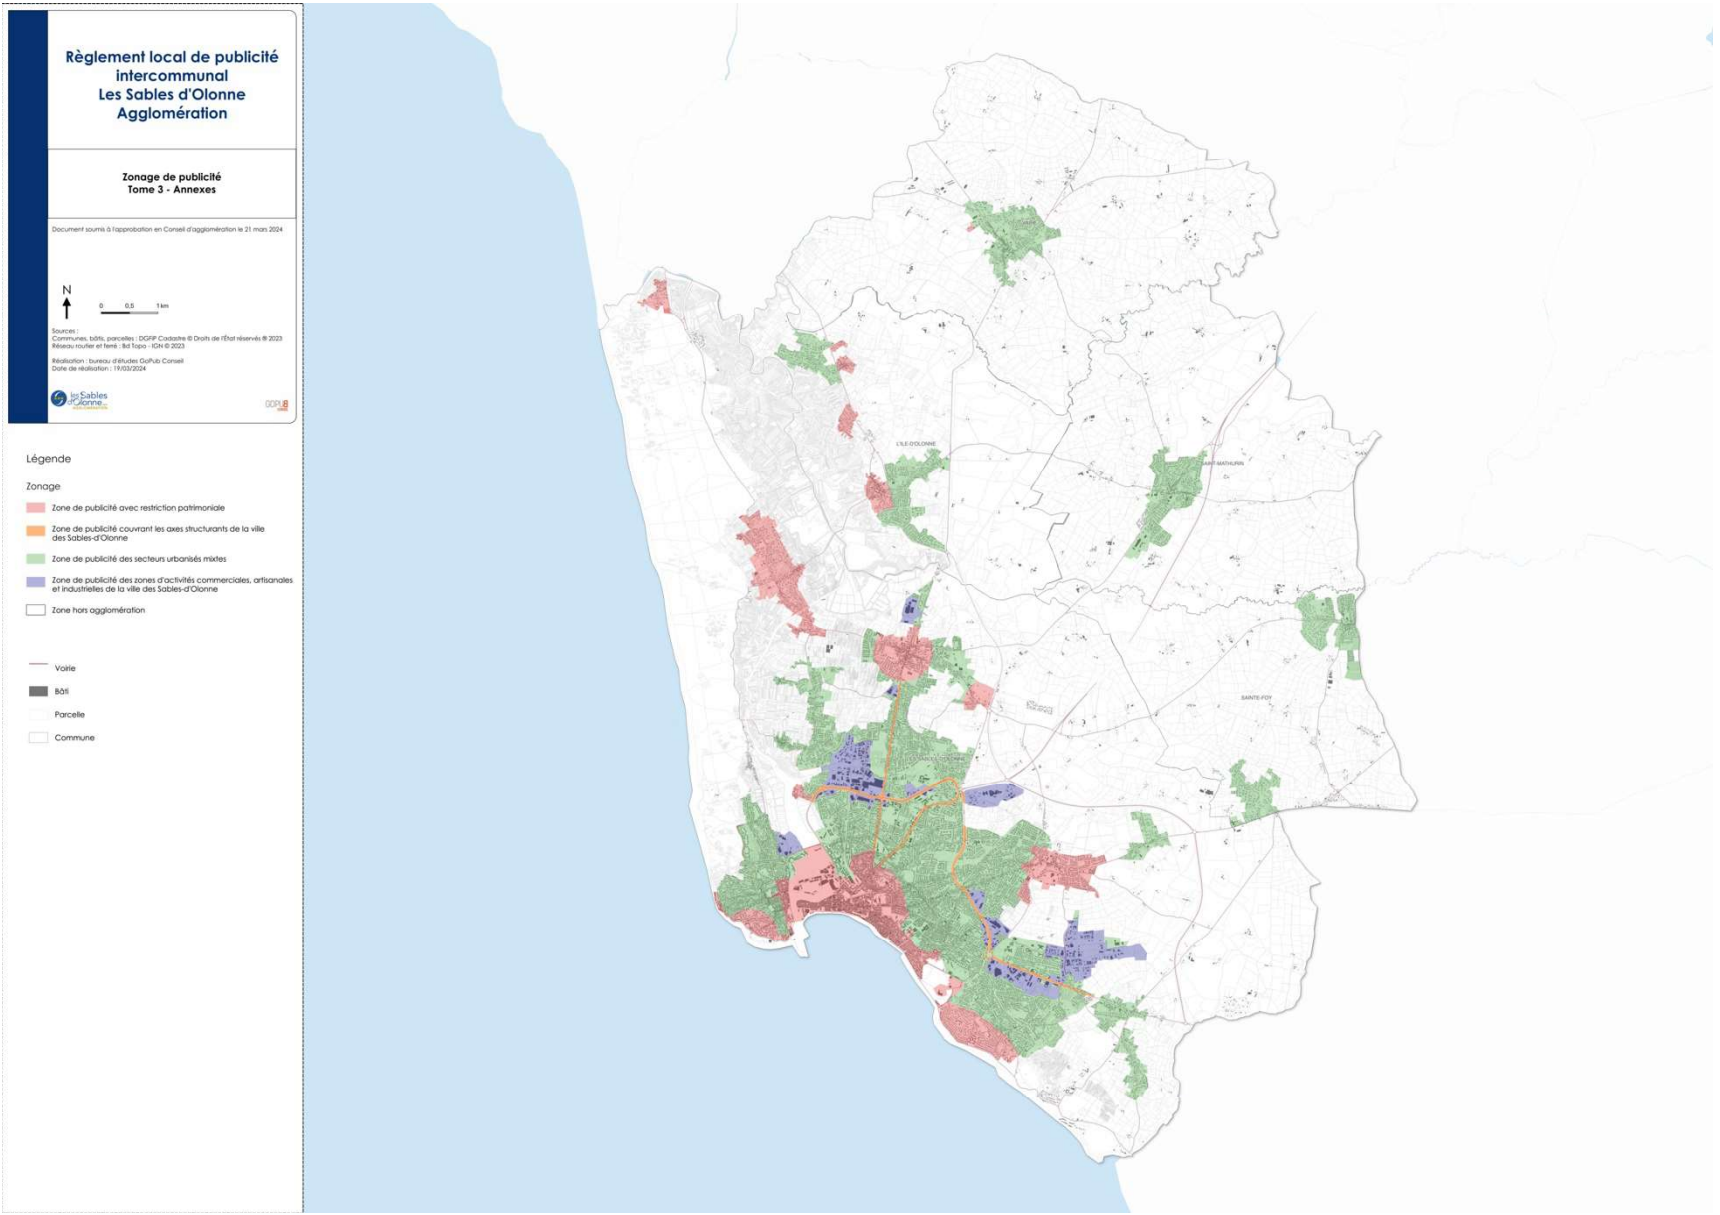 Règlement local de publicité
intercommunal
Les Sables d'Olonne
Agglomération
Zonage de publicité
Tome 3 - Annexes
Document soumis à l'approbation en Conseil d'agglomération le 21 mars 2024
N
0 0,5 1 km
Sources :
Communes, bâtis, parcelles : DGFIP Cadastre © Droits de l'État réservés ® 2023
Réseau routier et ferré : Bd Topo - IGN © 2023
Réalisation : bureau d'études GoPub Conseil
Date de réalisation : 19/03/2024
les Sables
d'Olonne
Légende
Zonage
Zone de publicité avec restriction patrimoniale
Zone de publicité couvrant les axes structurants de la ville
des Sables-d'Olonne
Zone de publicité des secteurs urbanisés mixtes
Zone de publicité des zones d'activités commerciales, artisanales
et industrielles de la ville des Sables-d'Olonne
Zone hors agglomération
Voirie
Bâti
Parcelle
Commune
L'ILE-D'OLONNE
SAINT-MATHURIN
SAINTE-FOY